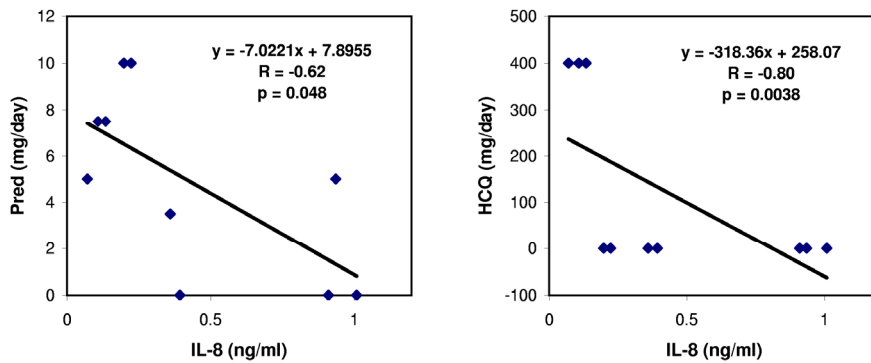 12
10
8
6
4
2
0
Pred (mg/day)
y = -7.0221x + 7.8955
R = -0.62
p = 0.048
0
0.5
1
IL-8 (ng/ml)
500
400
300
200
100
0
-100
HCQ (mg/day)
y = -318.36x + 258.07
R = -0.80
p = 0.0038
0
0.5
1
IL-8 (ng/ml)